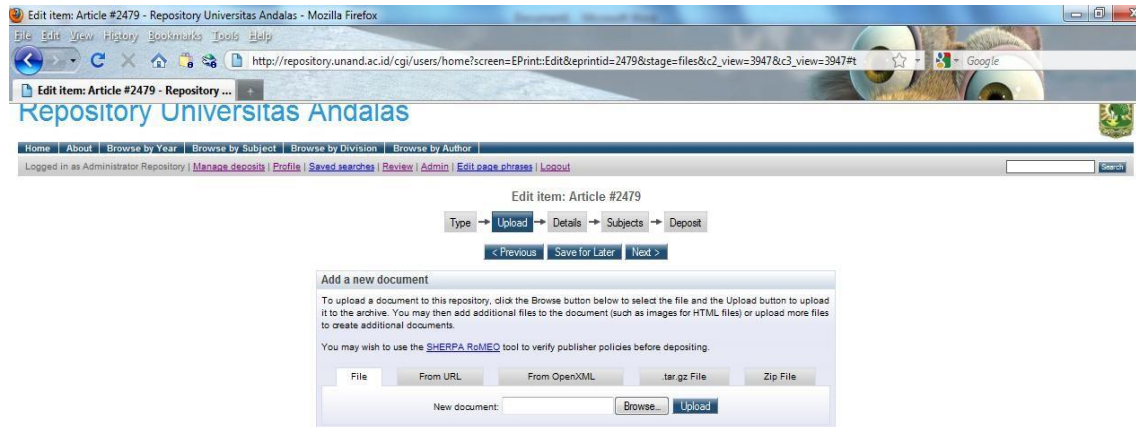 Edit item: Article #2479 - Repository Universitas Andalas - Mozilla Firefox
File Edit View History Bookmarks Tools Help
http://repository.unand.ac.id/cgi/users/home?screen=EPrint::Edit&eprintid=2479&stage=files&c2_view=3947&c3_view=3947#t
Google
Edit item: Article #2479 - Repository ...
Repository Universitas Andalas
Home | About | Browse by Year | Browse by Subject | Browse by Division | Browse by Author
Logged in as Administrator Repository | Manage deposits | Profile | Saved searches | Review | Admin | Edit page phrases | Logout
Search
Edit item: Article #2479
Type → Upload → Details → Subjects → Deposit
< Previous Save for Later Next >
Add a new document
To upload a document to this repository, click the Browse button below to select the file and the Upload button to upload
it to the archive. You may then add additional files to the document (such as images for HTML files) or upload more files
to create additional documents.
You may wish to use the SHERPA RoMEO tool to verify publisher policies before depositing.
File From URL From OpenXML .tar.gz File Zip File
New document: Browse... Upload